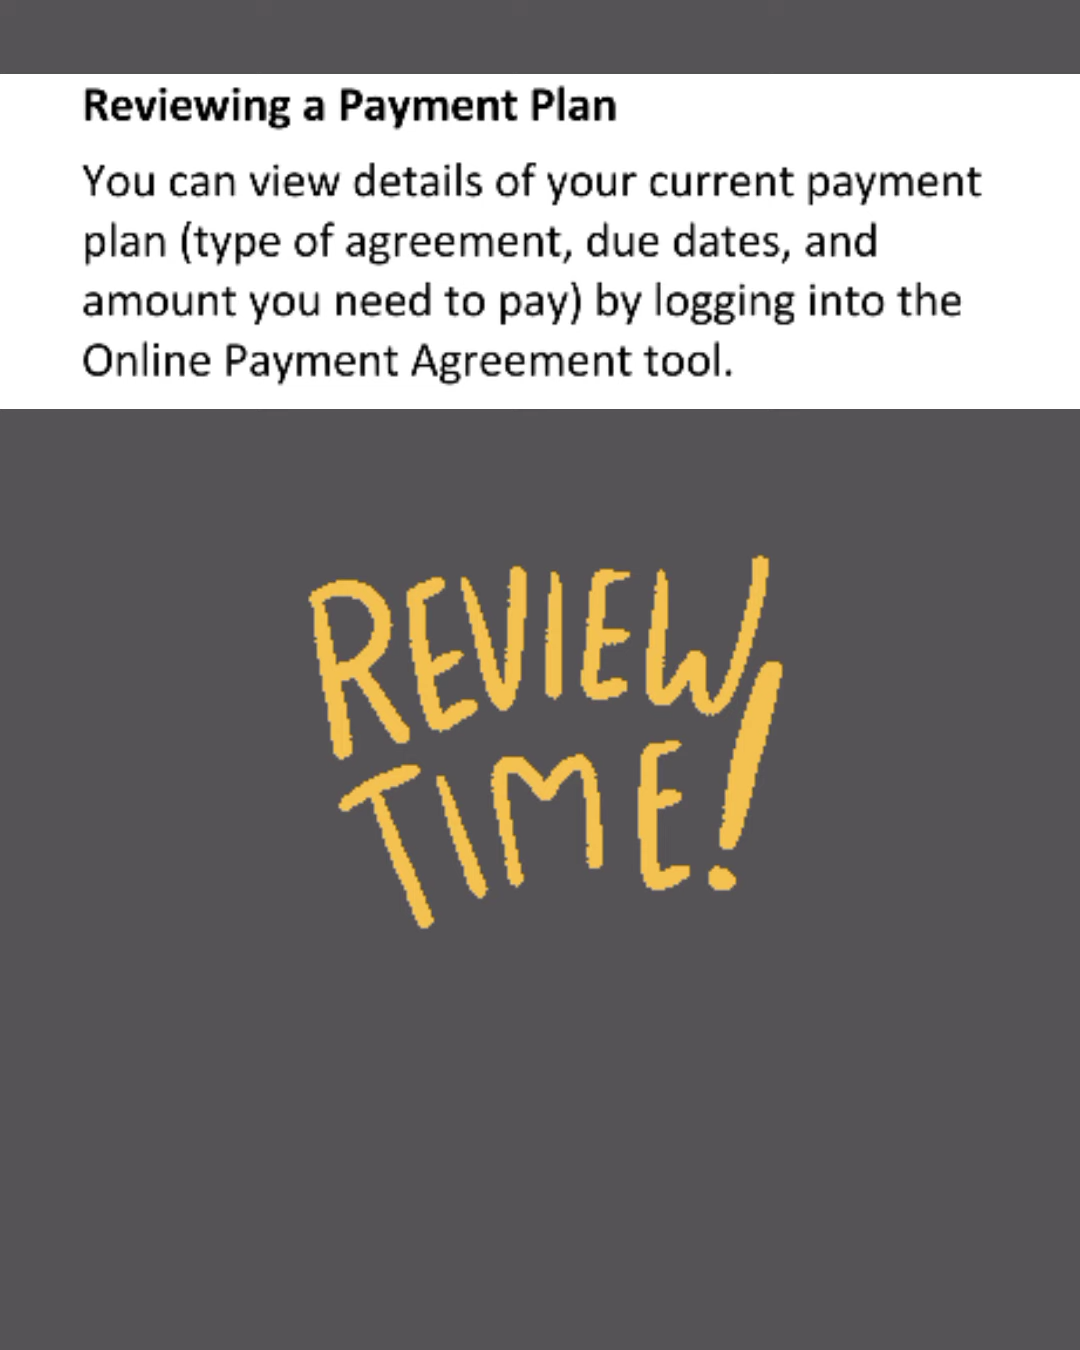 Reviewing a Payment Plan
You can view details of your current payment
plan (type of agreement, due dates, and
amount you need to pay) by logging into the
Online Payment Agreement tool.
REVIEW
TIME!